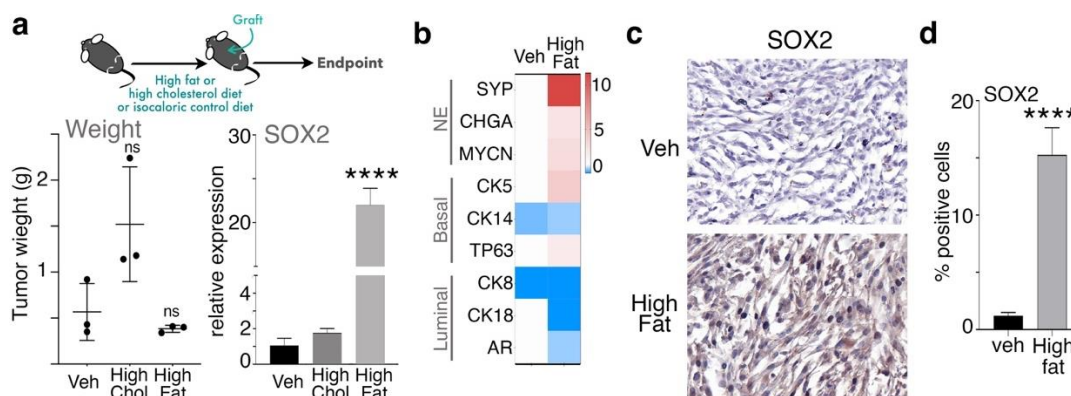 a
Graft
Endpoint
High fat or
high cholesterol diet
or isocaloric control diet
Weight
Tumor wieght (g)
2
1
ns
ns
Veh
High
Chol
High
Fat
SOX2
relative expression
30
20
6
4
2
0
****
Veh
High
Chol
High
Fat
b
Veh
High
Fat
NE
SYP
CHGA
MYCN
Basal
CK5
CK14
TP63
Luminal
CK8
CK18
AR
10
5
0
c
SOX2
Veh
High
Fat
d
SOX2
% positive cells
20
15
10
5
0
****
veh
High
fat